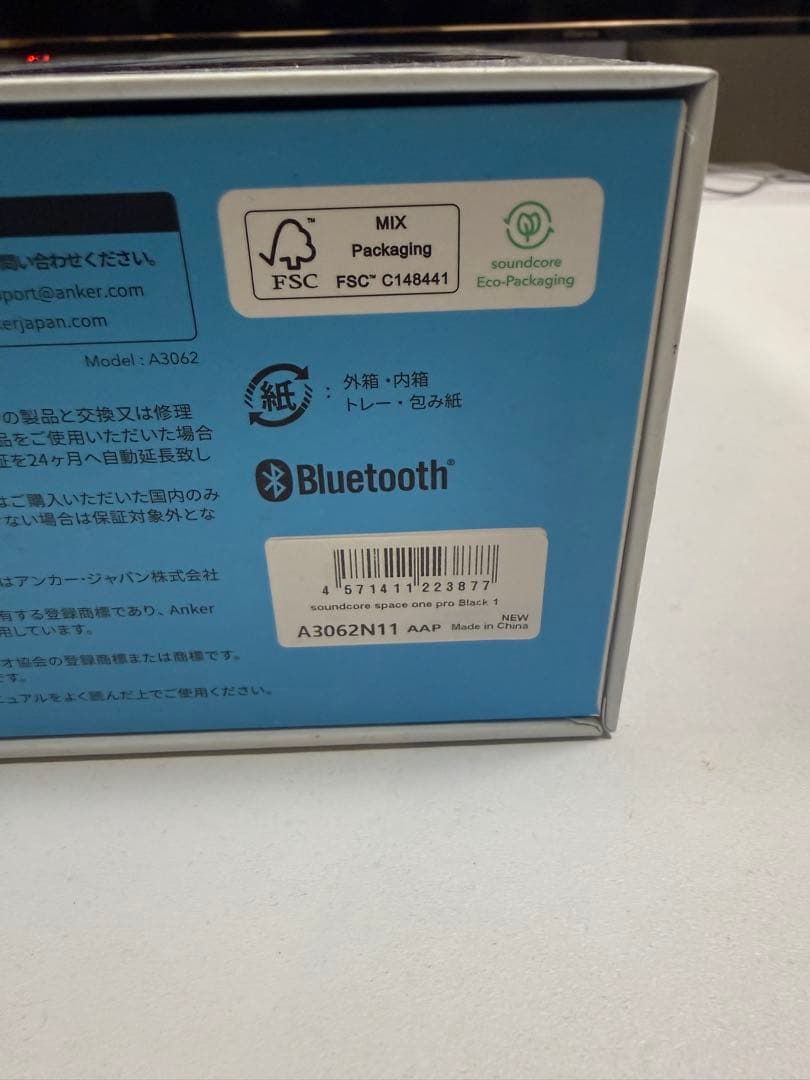 問い合わせください。
port@anker.com
erjapan.com
Model : A3062
の製品と交換又は修理
品をご使用いただいた場合
証を24ヶ月へ自動延長致し
はご購入いただいた国内のみ
ない場合は保証対象外とな
はアンカー・ジャパン株式会社
有する登録商標であり、Anker
用しています。
オ協会の登録商標または商標です。
す。
ニュアルをよく読んだ上でご使用ください。
FSC™
MIX
Packaging
FSC™ C148441
soundcore
Eco-Packaging
紙 : 外箱・内箱
トレー・包み紙
Bluetooth®
4 571411 223877
soundcore space one pro Black 1
NEW
A3062N11 AAP Made in China